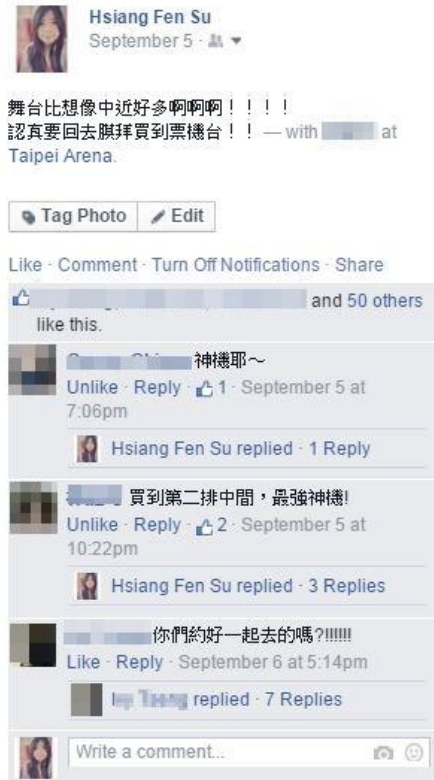 Hsiang Fen Su
September 5 ·
舞台比想像中近好多啊啊啊！！！！
認真要回去膜拜買到票機台！！ — with at
Taipei Arena.
Tag Photo Edit
Like · Comment · Turn Off Notifications · Share
and 50 others
like this.
神機耶～
Unlike · Reply · 1 · September 5 at
7:06pm
Hsiang Fen Su replied · 1 Reply
買到第二排中間，最強神機!
Unlike · Reply · 2 · September 5 at
10:22pm
Hsiang Fen Su replied · 3 Replies
你們約好一起去的嗎?!!!!!!
Like · Reply · September 6 at 5:14pm
replied · 7 Replies
Write a comment...